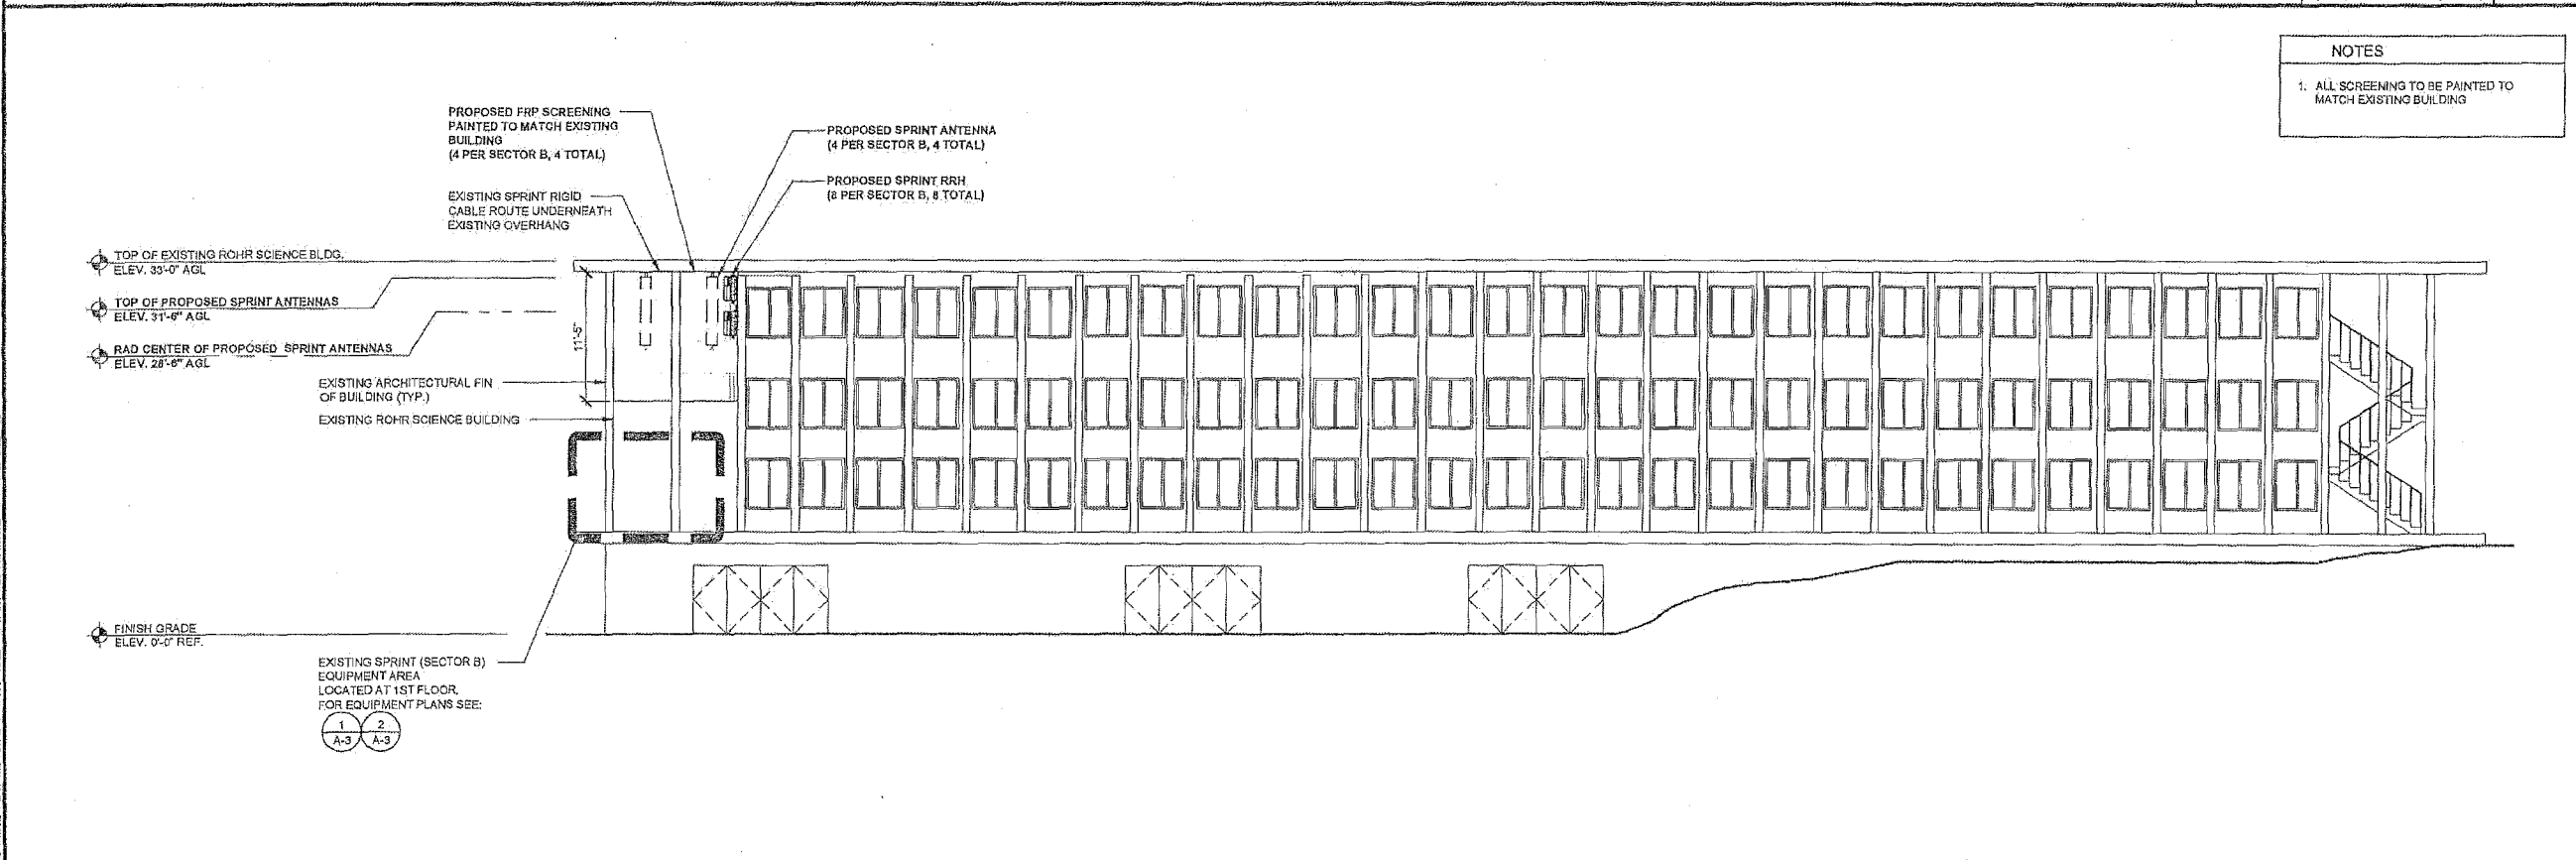 NOTES
1. ALL SCREENING TO BE PAINTED TO
MATCH EXISTING BUILDING
PROPOSED FRP SCREENING
PAINTED TO MATCH EXISTING
BUILDING
(4 PER SECTOR B, 4 TOTAL)
PROPOSED SPRINT ANTENNA
(4 PER SECTOR B, 4 TOTAL)
PROPOSED SPRINT RRH
(8 PER SECTOR B, 8 TOTAL)
EXISTING SPRINT RIGID
CABLE ROUTE UNDERNEATH
EXISTING OVERHANG
TOP OF EXISTING ROHR SCIENCE BLDG.
ELEV. 33'-0" AGL
TOP OF PROPOSED SPRINT ANTENNAS
ELEV. 31'-6" AGL
RAD CENTER OF PROPOSED SPRINT ANTENNAS
ELEV. 28'-6" AGL
11'-5"
EXISTING ARCHITECTURAL FIN
OF BUILDING (TYP.)
EXISTING ROHR SCIENCE BUILDING
FINISH GRADE
ELEV. 0'-0" REF.
EXISTING SPRINT (SECTOR B)
EQUIPMENT AREA
LOCATED AT 1ST FLOOR,
FOR EQUIPMENT PLANS SEE:
1 2
A-3 A-3